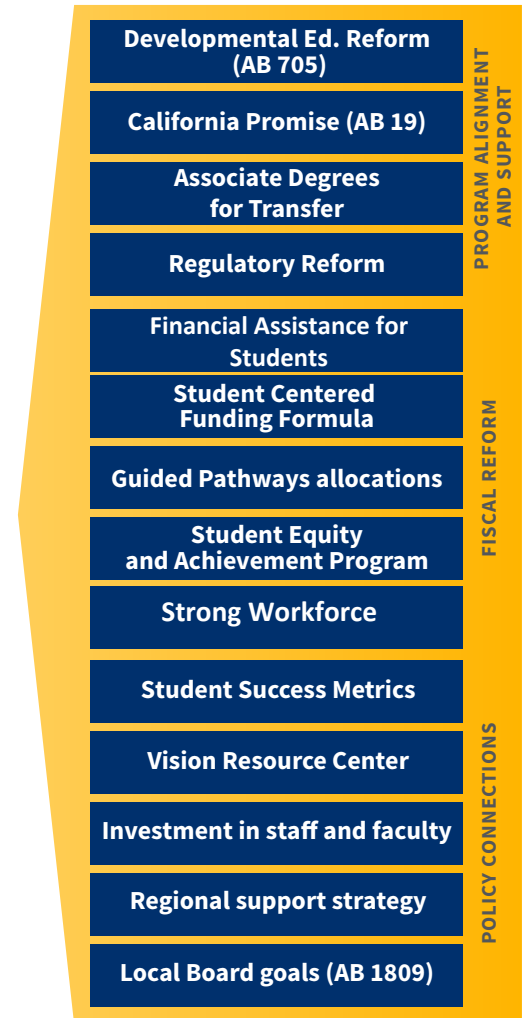 Developmental Ed. Reform
(AB 705)
California Promise (AB 19)
Associate Degrees
for Transfer
Regulatory Reform
PROGRAM ALIGNMENT
AND SUPPORT
Financial Assistance for
Students
Student Centered
Funding Formula
Guided Pathways allocations
Student Equity
and Achievement Program
Strong Workforce
FISCAL REFORM
Student Success Metrics
Vision Resource Center
Investment in staff and faculty
Regional support strategy
Local Board goals (AB 1809)
POLICY CONNECTIONS